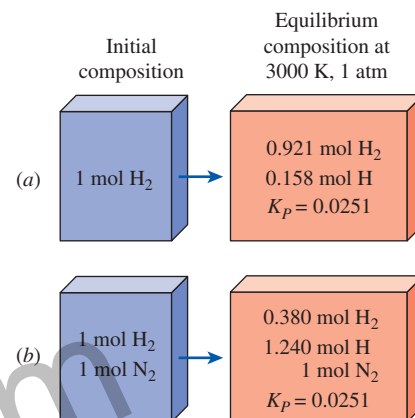 Initial
composition
Equilibrium
composition at
3000 K, 1 atm
(a)
1 mol H₂
0.921 mol H₂
0.158 mol H
K_P = 0.0251
(b)
1 mol H₂
1 mol N₂
0.380 mol H₂
1.240 mol H
1 mol N₂
K_P = 0.0251